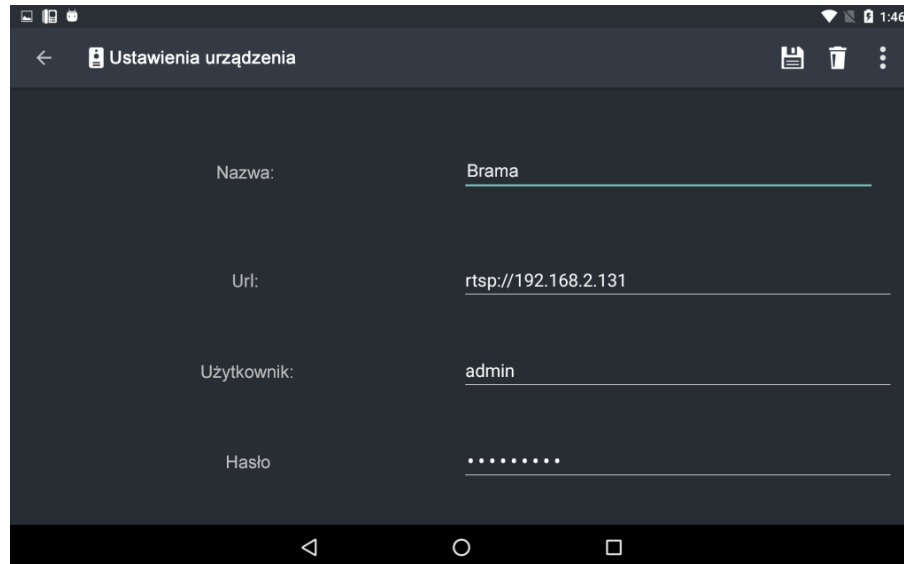 1:46
Ustawienia urządzenia
Nazwa: Brama
Url: rtsp://192.168.2.131
Użytkownik: admin
Hasło •••••••••